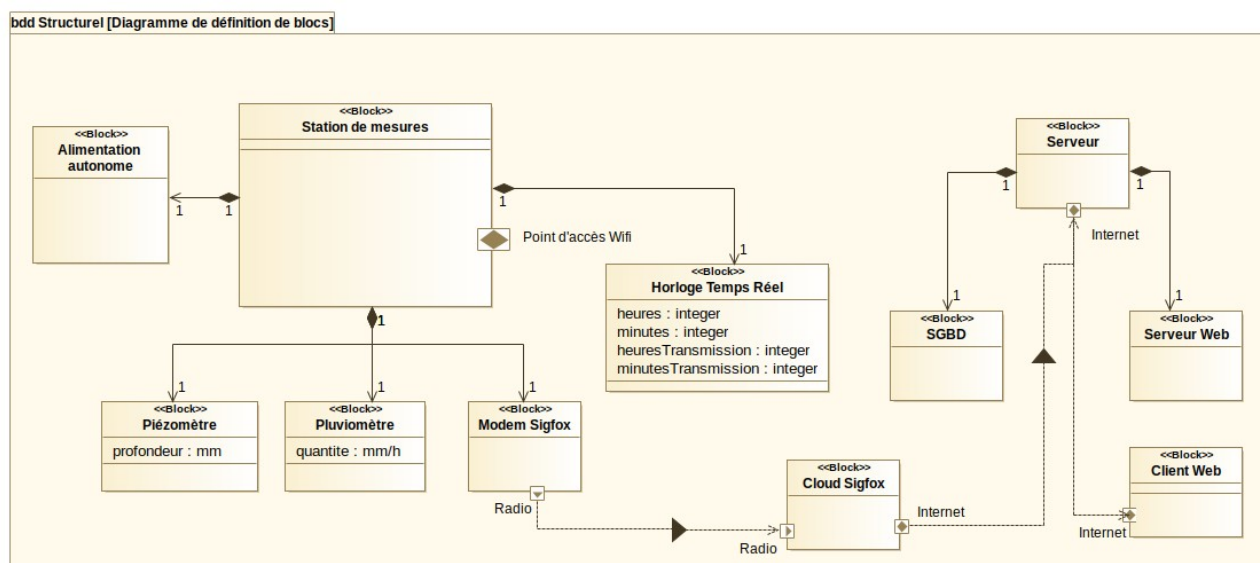 bdd Structurel [Diagramme de définition de blocs]
<<Block>>
Station de mesures
<<Block>>
Alimentation
autonome
1
1
1
Point d'accès Wifi
1
<<Block>>
Horloge Temps Réel
heures : integer
minutes : integer
heuresTransmission : integer
minutesTransmission : integer
1
1
1
1
<<Block>>
Piézomètre
profondeur : mm
<<Block>>
Pluviomètre
quantite : mm/h
<<Block>>
Modem Sigfox
Radio
<<Block>>
Cloud Sigfox
Radio
Internet
<<Block>>
Serveur
1
1
Internet
1
1
<<Block>>
SGBD
<<Block>>
Serveur Web
<<Block>>
Client Web
Internet